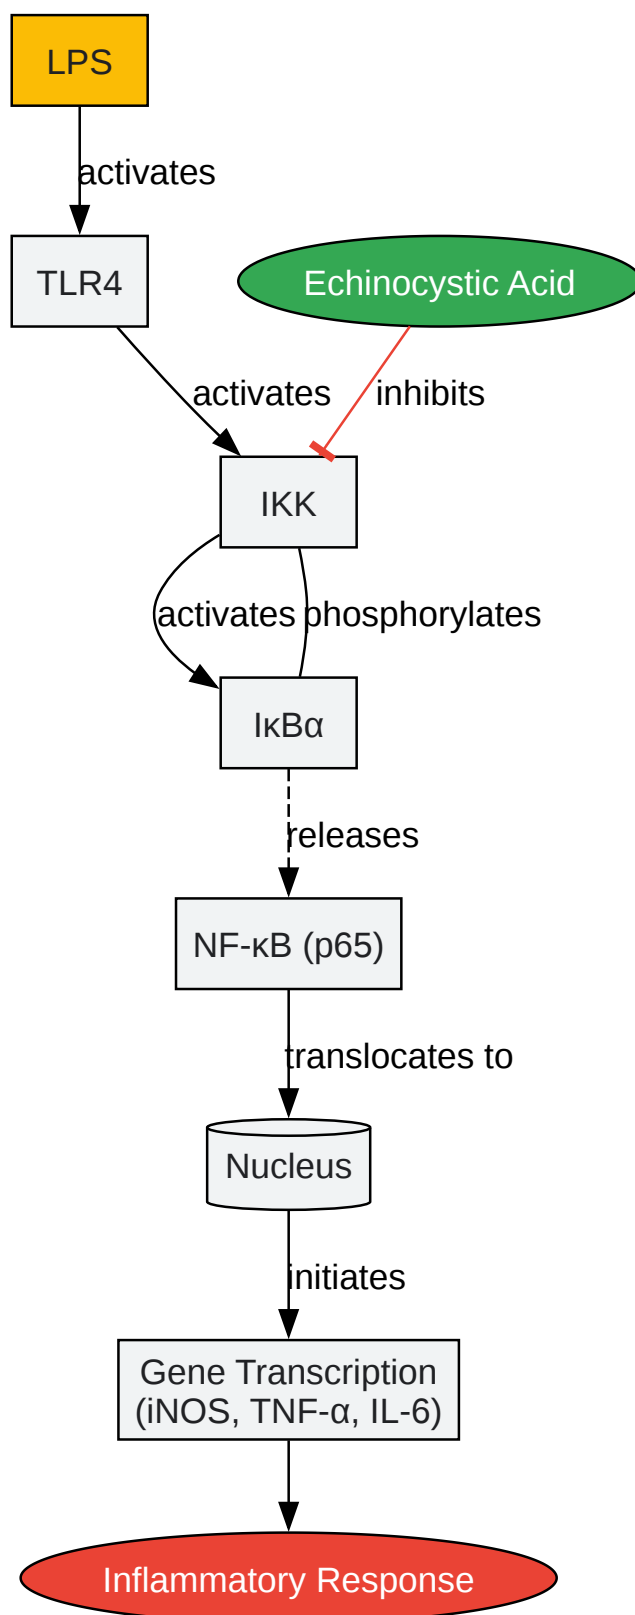 LPS
activates
TLR4
Echinocystic Acid
activates
inhibits
IKK
activates
phosphorylates
IκBα
releases
NF-κB (p65)
translocates to
Nucleus
initiates
Gene Transcription
(iNOS, TNF-α, IL-6)
Inflammatory Response